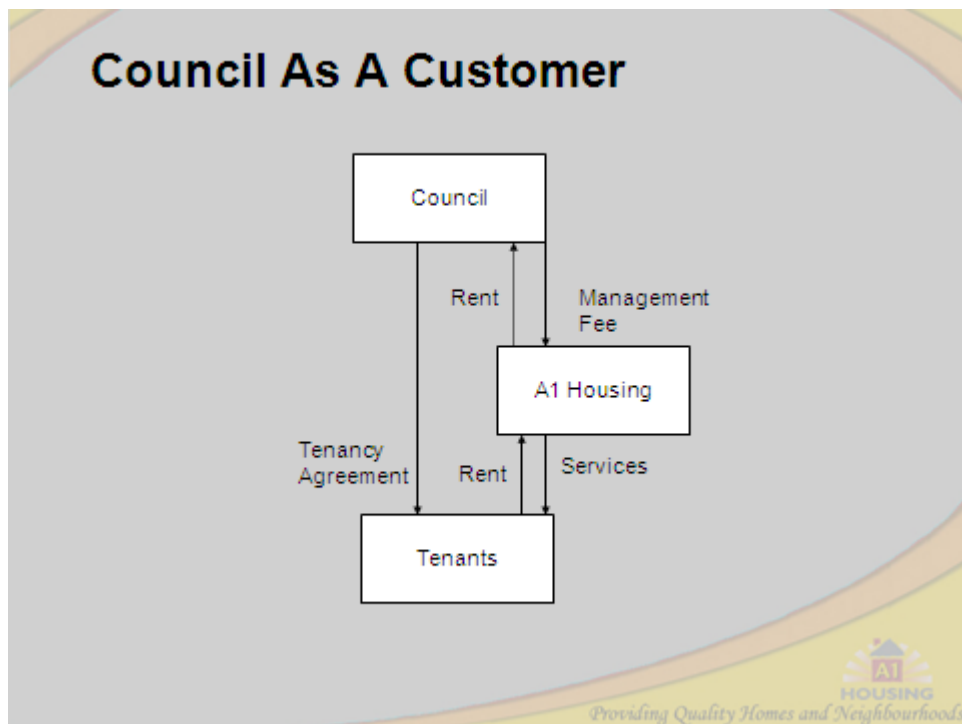 Council As A Customer
Council
Rent
Management
Fee
A1 Housing
Tenancy
Agreement
Rent
Services
Tenants
A1
HOUSING
Providing Quality Homes and Neighbourhoods